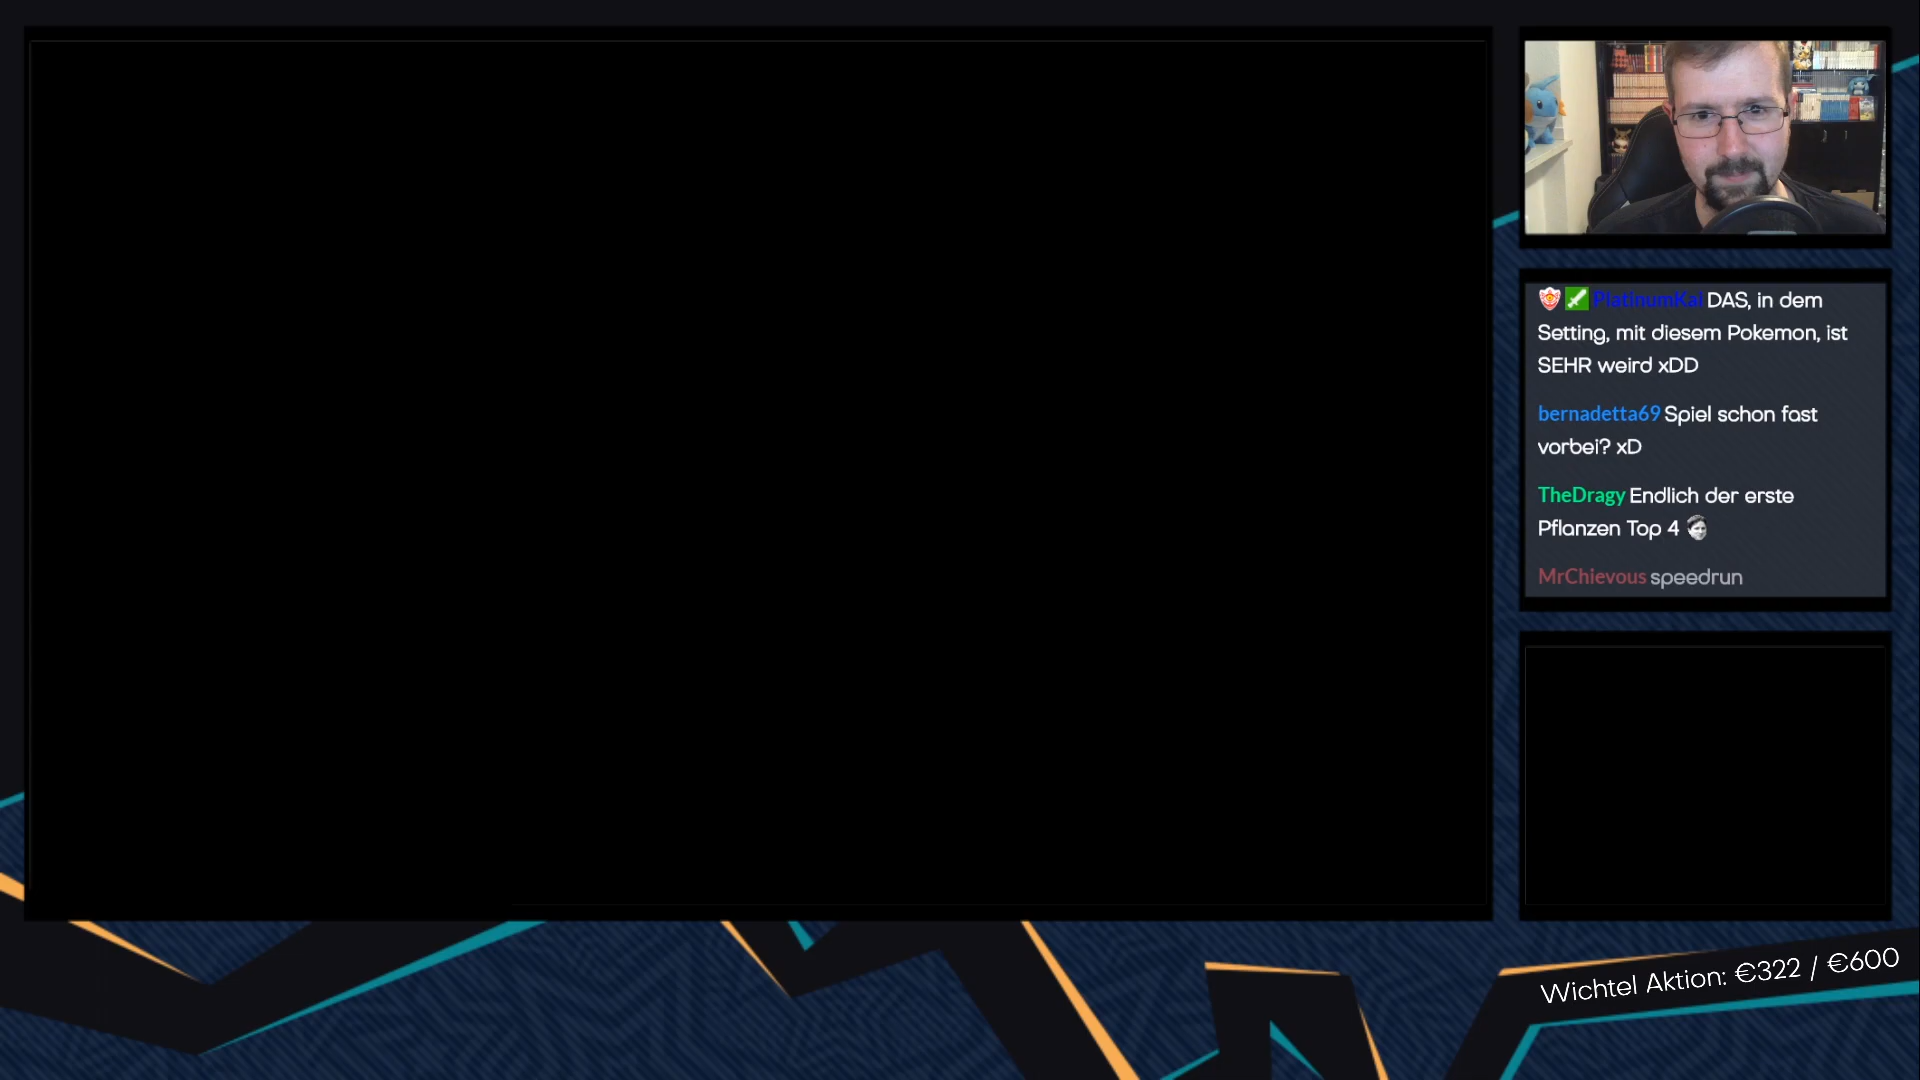 PlatinumKai DAS, in dem
Setting, mit diesem Pokemon, ist
SEHR weird xDD
bernadetta69 Spiel schon fast
vorbei? xD
TheDragy Endlich der erste
Pflanzen Top 4
MrChievous speedrun
Wichtel Aktion: €322 / €600